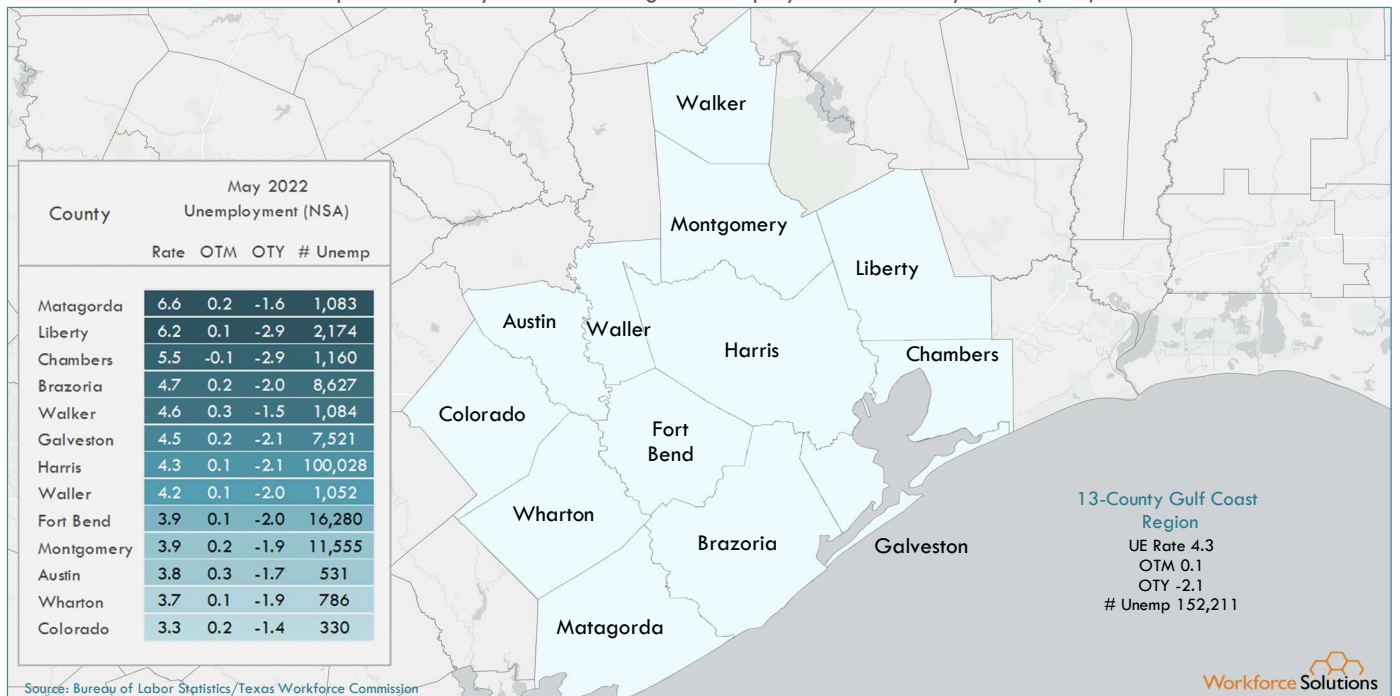 County
May 2022
Unemployment (NSA)
Rate OTM OTY # Unemp
Matagorda 6.6 0.2 -1.6 1,083
Liberty 6.2 0.1 -2.9 2,174
Chambers 5.5 -0.1 -2.9 1,160
Brazoria 4.7 0.2 -2.0 8,627
Walker 4.6 0.3 -1.5 1,084
Galveston 4.5 0.2 -2.1 7,521
Harris 4.3 0.1 -2.1 100,028
Waller 4.2 0.1 -2.0 1,052
Fort Bend 3.9 0.1 -2.0 16,280
Montgomery 3.9 0.2 -1.9 11,555
Austin 3.8 0.3 -1.7 531
Wharton 3.7 0.1 -1.9 786
Colorado 3.3 0.2 -1.4 330
Walker
Montgomery
Liberty
Austin
Waller
Harris
Chambers
Colorado
Fort
Bend
Wharton
Brazoria
Galveston
Matagorda
13-County Gulf Coast
Region
UE Rate 4.3
OTM 0.1
OTY -2.1
# Unemp 152,211
Source: Bureau of Labor Statistics/Texas Workforce Commission
Workforce Solutions